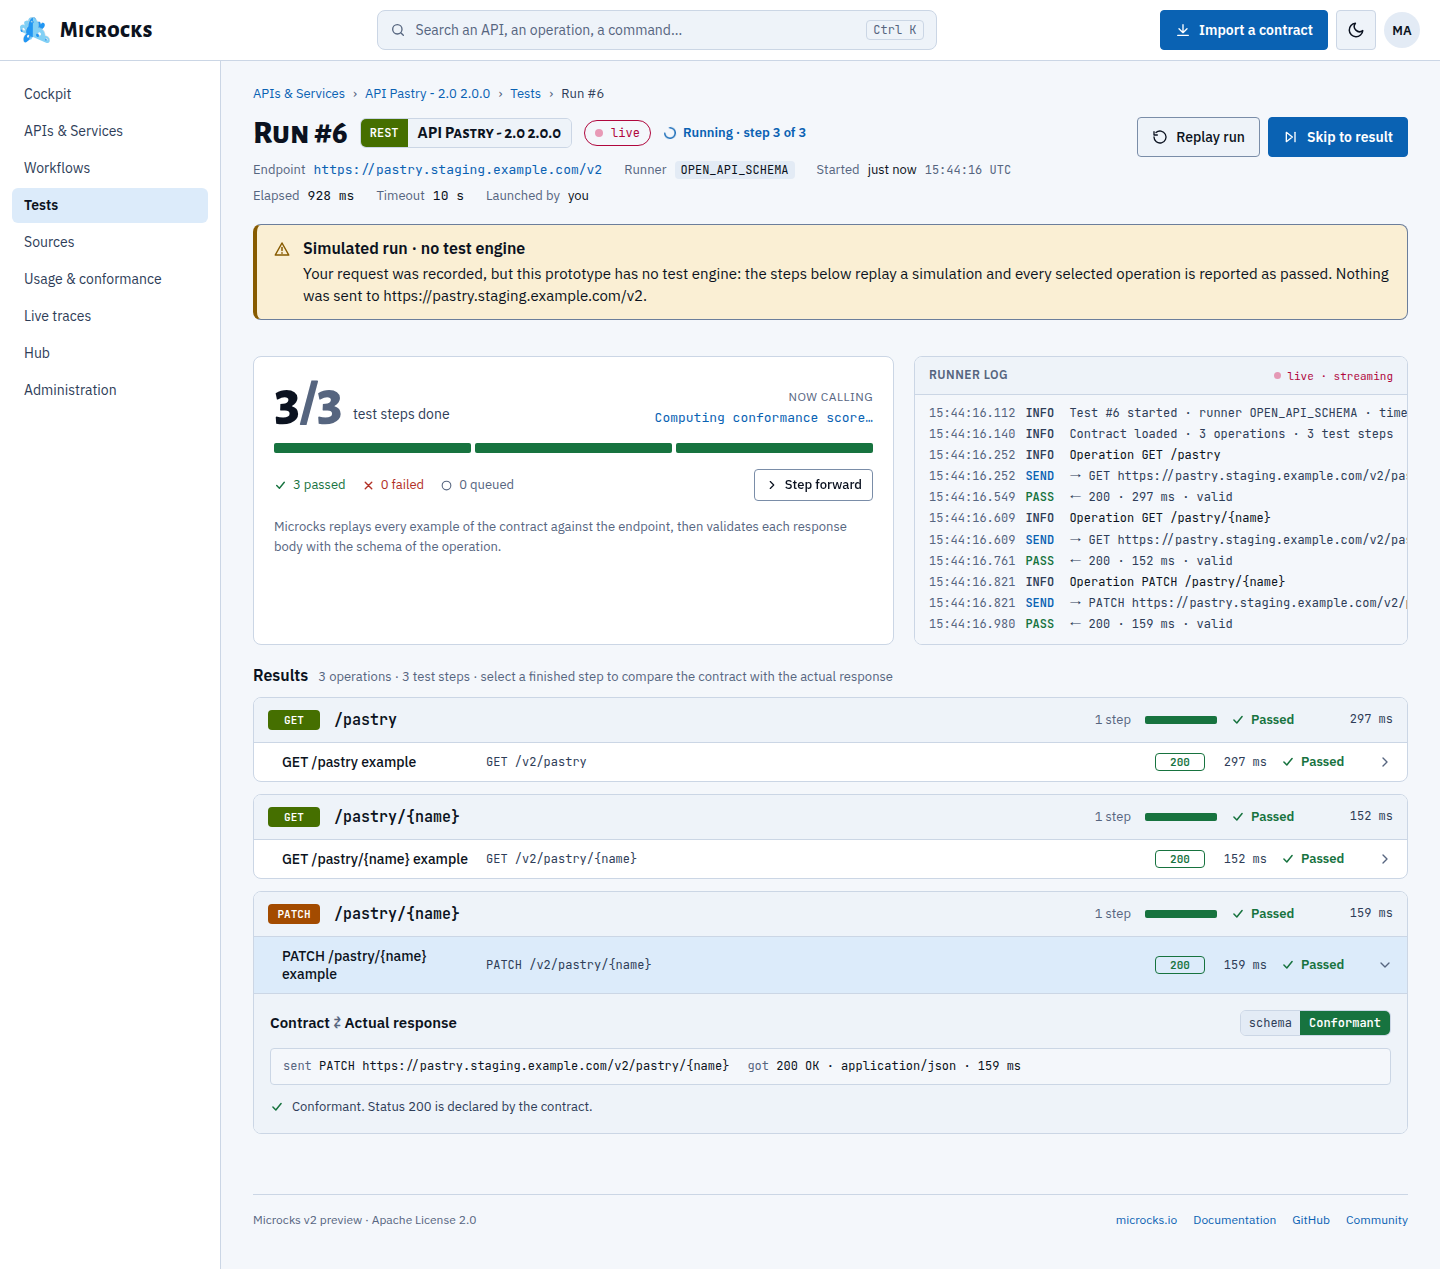 Microcks
Search an API, an operation, a command...
Ctrl K
Import a contract
MA
Cockpit
APIs & Services
Workflows
Tests
Sources
Usage & conformance
Live traces
Hub
Administration
APIs & Services › API Pastry - 2.0 2.0.0 › Tests › Run #6
Run #6
REST API Pastry - 2.0 2.0.0
live
Running · step 3 of 3
Replay run
Skip to result
Endpoint https://pastry.staging.example.com/v2 Runner OPEN_API_SCHEMA Started just now 15:44:16 UTC
Elapsed 928 ms Timeout 10 s Launched by you
Simulated run · no test engine
Your request was recorded, but this prototype has no test engine: the steps below replay a simulation and every selected operation is reported as passed. Nothing
was sent to https://pastry.staging.example.com/v2.
3/3 test steps done
NOW CALLING
Computing conformance score…
3 passed 0 failed 0 queued
Step forward
Microcks replays every example of the contract against the endpoint, then validates each response
body with the schema of the operation.
RUNNER LOG
live · streaming
15:44:16.112 INFO Test #6 started · runner OPEN_API_SCHEMA · time
15:44:16.140 INFO Contract loaded · 3 operations · 3 test steps
15:44:16.252 INFO Operation GET /pastry
15:44:16.252 SEND → GET https://pastry.staging.example.com/v2/pa
15:44:16.549 PASS ← 200 · 297 ms · valid
15:44:16.609 INFO Operation GET /pastry/{name}
15:44:16.609 SEND → GET https://pastry.staging.example.com/v2/pa
15:44:16.761 PASS ← 200 · 152 ms · valid
15:44:16.821 INFO Operation PATCH /pastry/{name}
15:44:16.821 SEND → PATCH https://pastry.staging.example.com/v2/
15:44:16.980 PASS ← 200 · 159 ms · valid
Results 3 operations · 3 test steps · select a finished step to compare the contract with the actual response
GET /pastry 1 step Passed 297 ms
GET /pastry example GET /v2/pastry 200 297 ms Passed
GET /pastry/{name} 1 step Passed 152 ms
GET /pastry/{name} example GET /v2/pastry/{name} 200 152 ms Passed
PATCH /pastry/{name} 1 step Passed 159 ms
PATCH /pastry/{name}
example
PATCH /v2/pastry/{name} 200 159 ms Passed
Contract ⇄ Actual response
schema Conformant
sent PATCH https://pastry.staging.example.com/v2/pastry/{name} got 200 OK · application/json · 159 ms
Conformant. Status 200 is declared by the contract.
Microcks v2 preview · Apache License 2.0
microcks.io Documentation GitHub Community